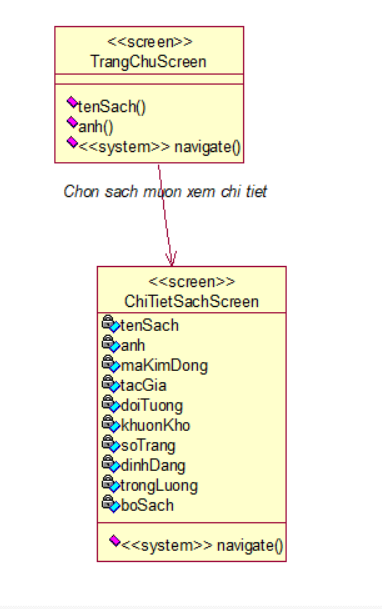 <<screen>>
TrangChuScreen
tenSach()
anh()
<<system>> navigate()
Chon sach muon xem chi tiet
<<screen>>
ChiTietSachScreen
tenSach
anh
maKimDong
tacGia
doiTuong
khuonKho
soTrang
dinhDang
trongLuong
boSach
<<system>> navigate()